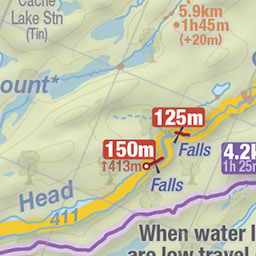 Cache
Lake Stn
(Tin)
5.9km
1h45m
(+20m)
ount*
125m
150m
↑413m
Falls
4.2k
1h 25m
Falls
Head
411
When water l
are low travel